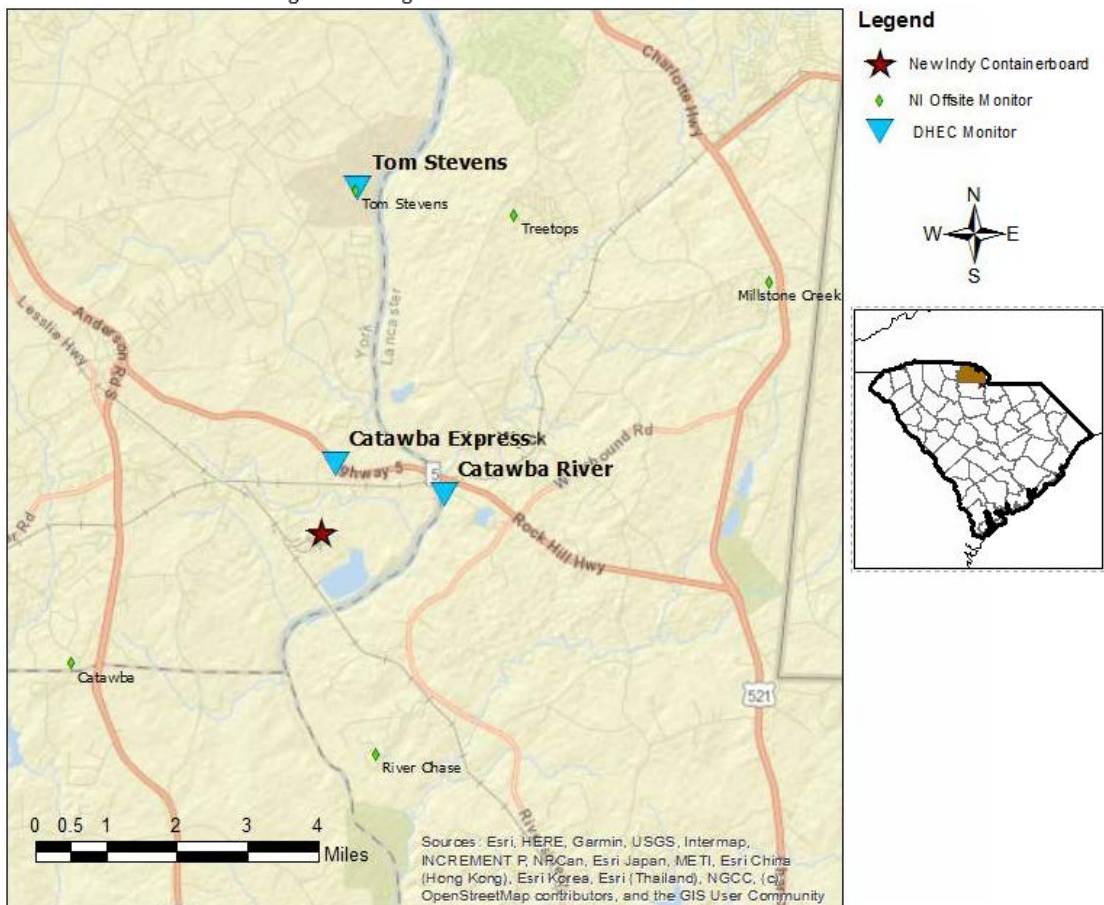 Legend
New Indy Containerboard
NI Offsite Monitor
DHEC Monitor
N
W E
S
Charlotte Hwy
Tom Stevens
Tom Stevens
Treetops
Millstone Creek
York
Lancaster
Lesslie Hwy
Anderson Rd S
Catawba Express
Catawba River
5
Rock Hill Hwy
Catawba
521
River Chase
0 0.5 1 2 3 4
Miles
Sources: Esri, HERE, Garmin, USGS, Intermap,
INCREMENT P, NRCan, Esri Japan, METI, Esri China
(Hong Kong), Esri Korea, Esri (Thailand), NGCC, (c)
OpenStreetMap contributors, and the GIS User Community